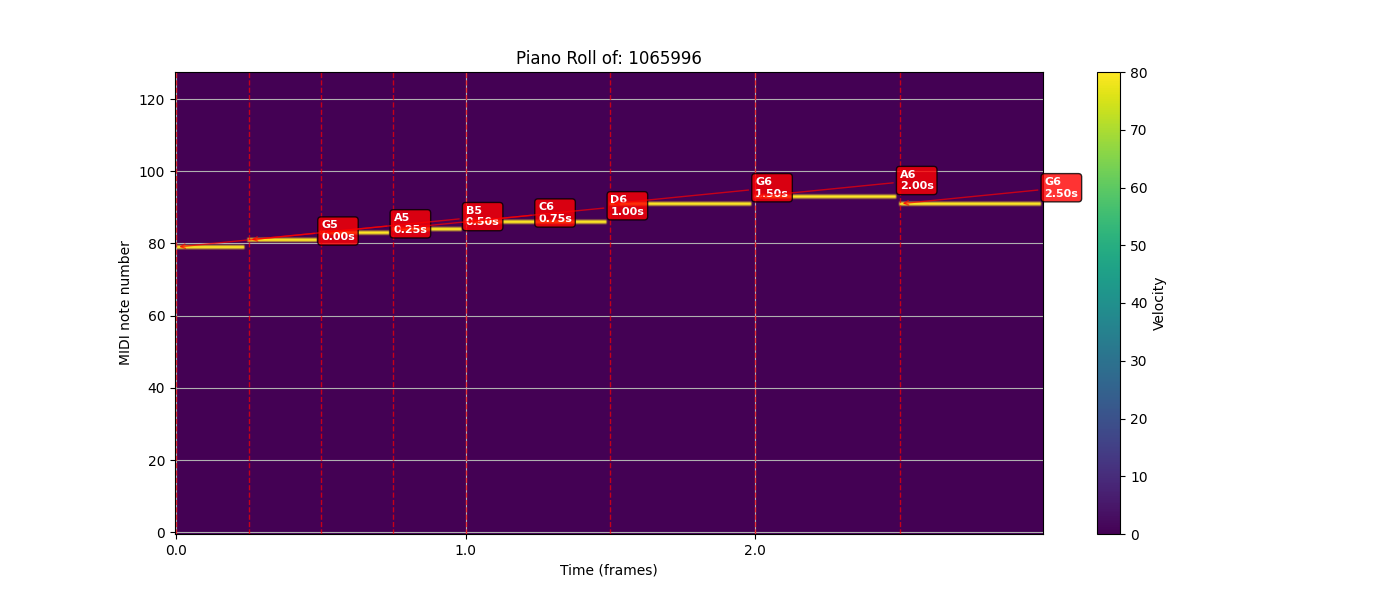 Piano Roll of: 1065996
120
100
80
60
40
20
0
MIDI note number
G5
0.00s
A5
0.25s
B5
0.50s
C6
0.75s
D6
1.00s
G6
1.50s
A6
2.00s
G6
2.50s
0.0
1.0
2.0
Time (frames)
80
70
60
50
40
30
20
10
0
Velocity